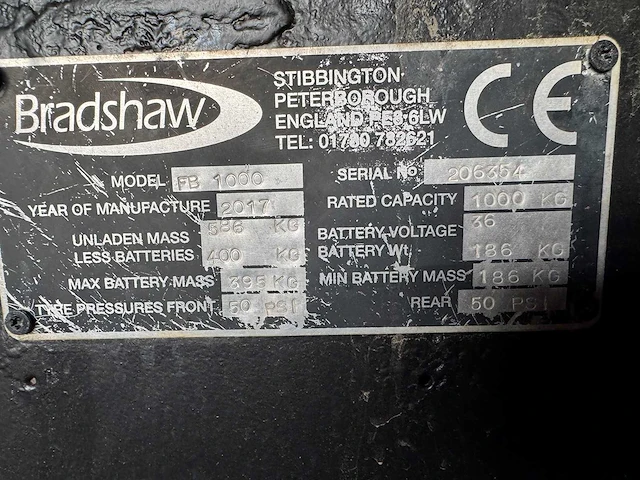 Bradshaw
STIBBINGTON
PETERBOROUGH
ENGLAND PE8 6LW
TEL: 01780 782621
CE
MODEL FB 1000
SERIAL No 206354
YEAR OF MANUFACTURE 2017
RATED CAPACITY 1000 KG
UNLADEN MASS 586 KG
BATTERY VOLTAGE 36
LESS BATTERIES 400 KG
BATTERY Wt. 186 KG
MAX BATTERY MASS 395 KG
MIN BATTERY MASS 186 KG
TYRE PRESSURES FRONT 50 PSI
REAR 50 PSI